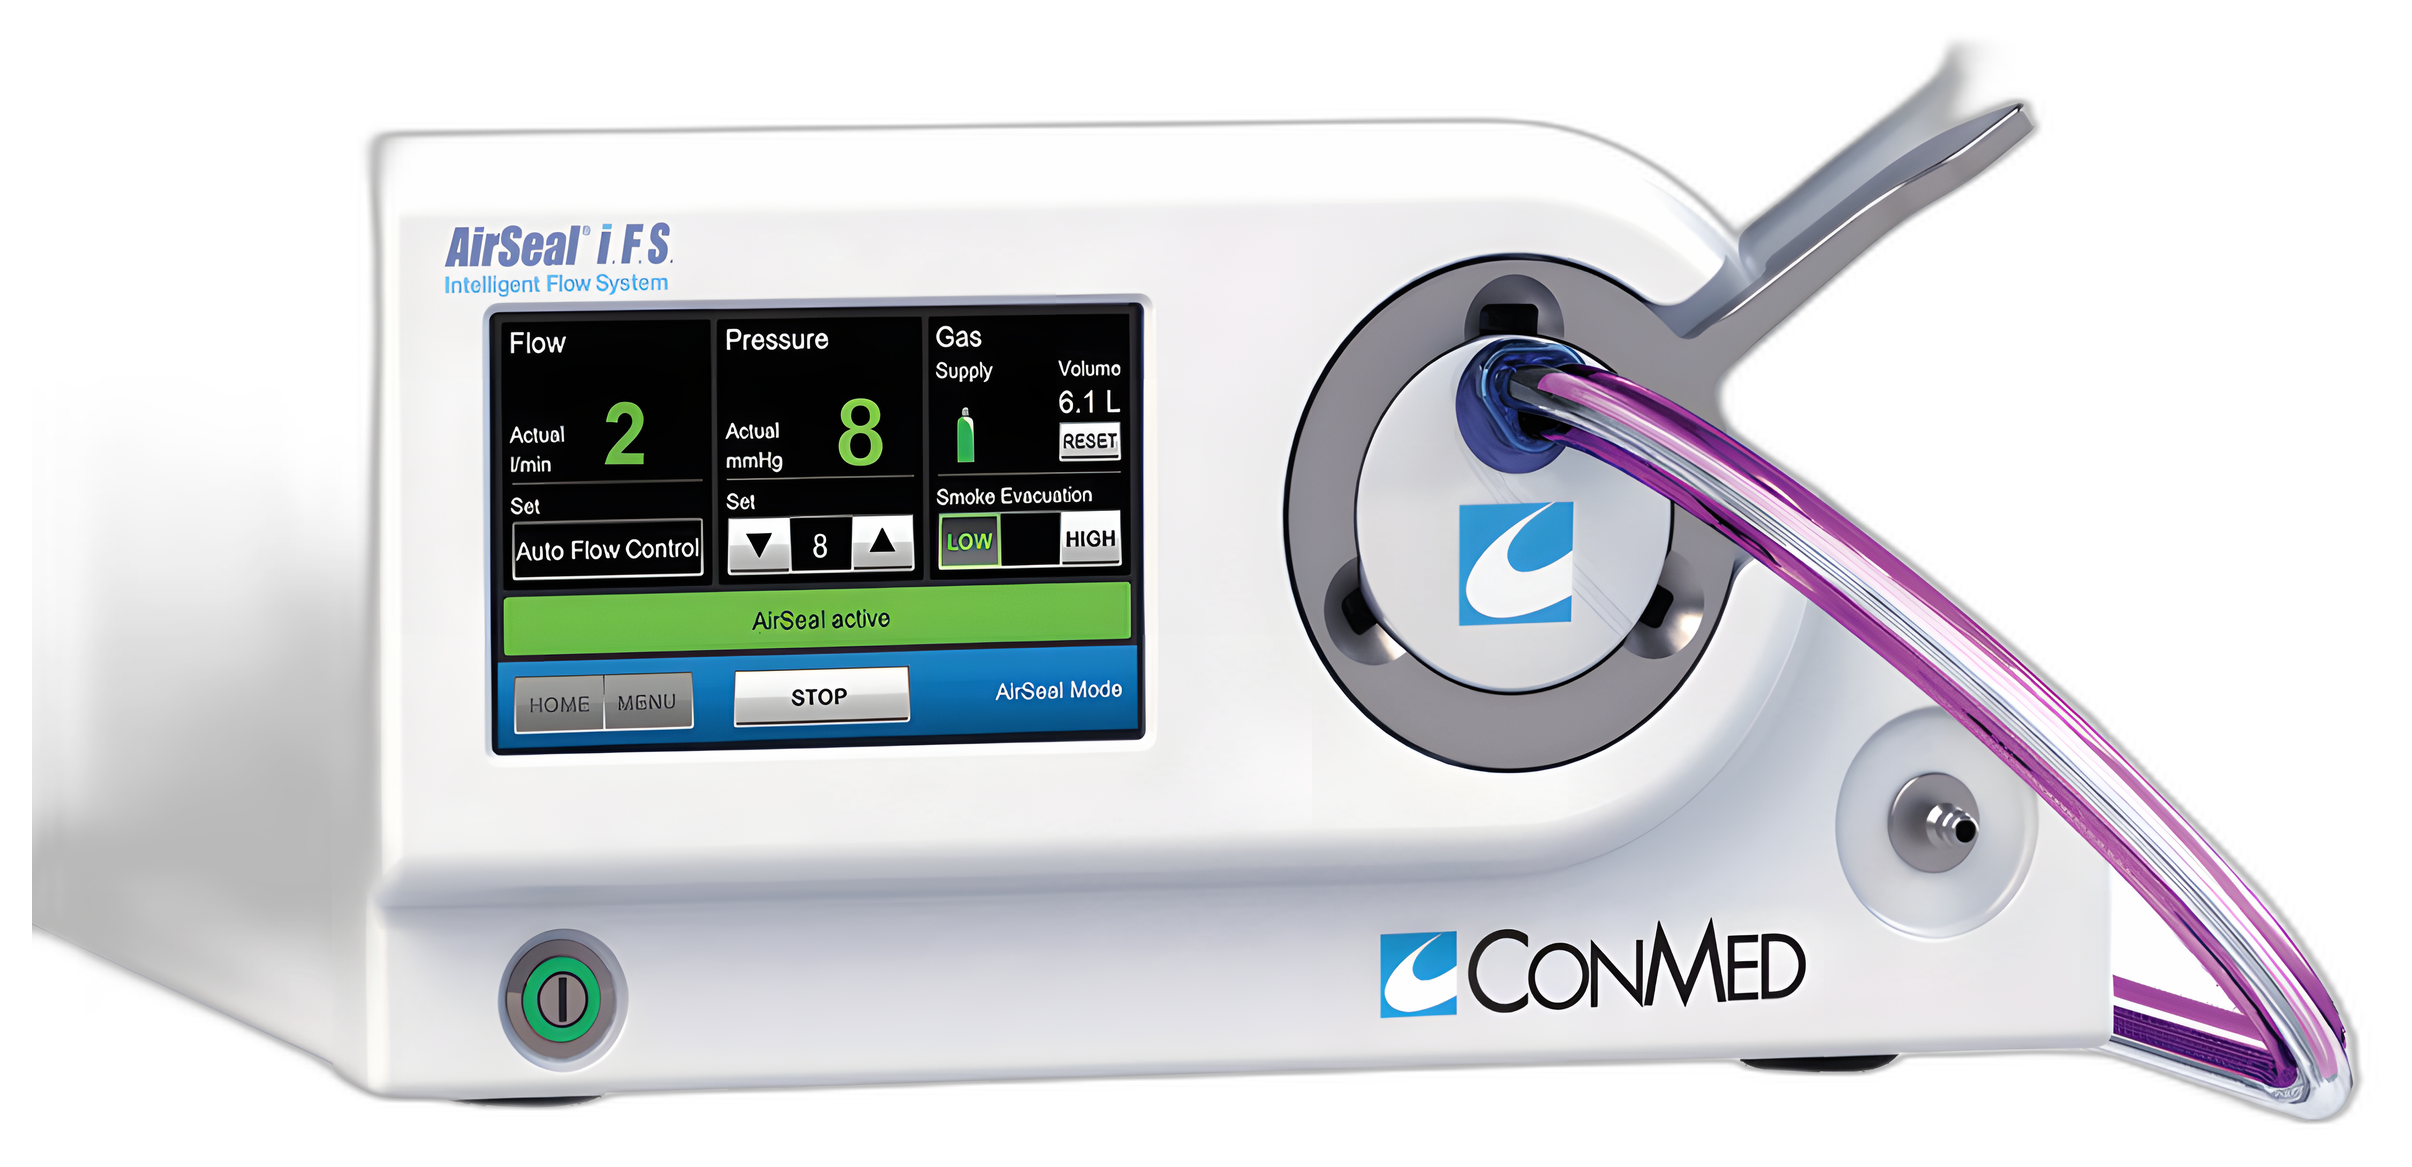 AirSeal® i.F.S.
Intelligent Flow System
Flow
Actual
l/min
2
Set
Auto Flow Control
Pressure
Actual
mmHg
8
Set
▼ 8 ▲
Gas
Supply
Volume
6.1 L
RESET
Smoke Evacuation
LOW HIGH
AirSeal active
HOME MENU STOP AirSeal Mode
CONMED